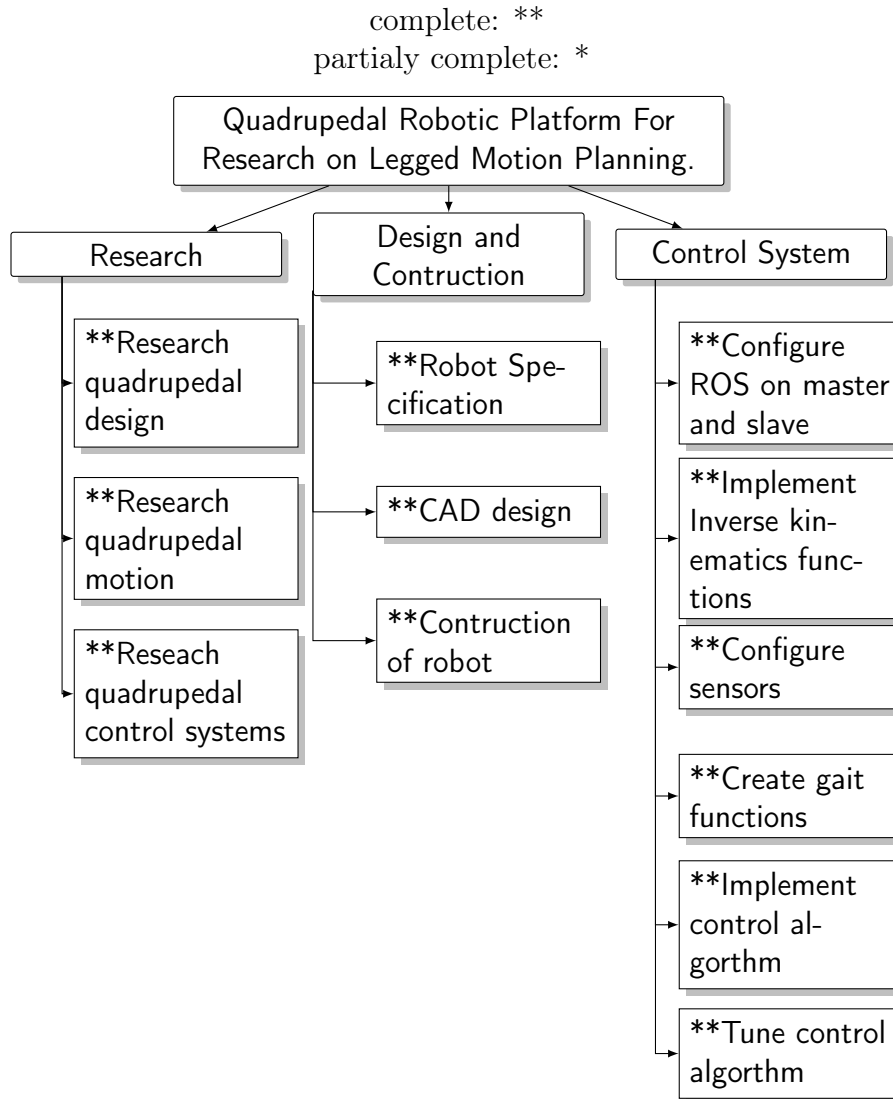 complete: **
partialy complete: *
Quadrupedal Robotic Platform For
Research on Legged Motion Planning.
Research
Design and
Contruction
Control System
**Research
quadrupedal
design
**Research
quadrupedal
motion
**Reseach
quadrupedal
control systems
**Robot Spe-
cification
**CAD design
**Contruction
of robot
**Configure
ROS on master
and slave
**Implement
Inverse kin-
ematics func-
tions
**Configure
sensors
**Create gait
functions
**Implement
control al-
gorthm
**Tune control
algorthm